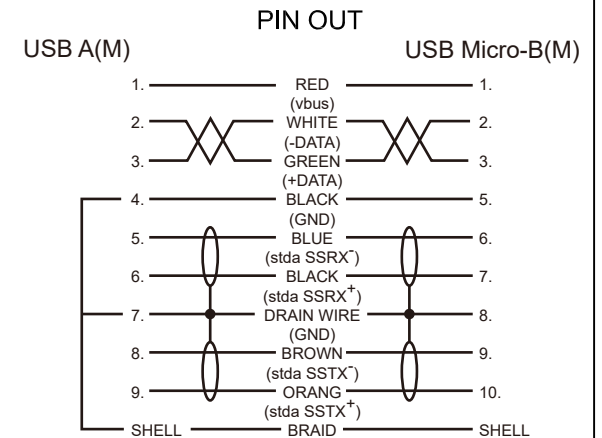 PIN OUT
USB A(M) USB Micro-B(M)
1. RED 1.
(vbus)
2. WHITE 2.
(-DATA)
3. GREEN 3.
(+DATA)
4. BLACK 5.
(GND)
5. BLUE 6.
(stda SSRX⁻)
6. BLACK 7.
(stda SSRX⁺)
7. DRAIN WIRE 8.
(GND)
8. BROWN 9.
(stda SSTX⁻)
9. ORANG 10.
(stda SSTX⁺)
SHELL BRAID SHELL